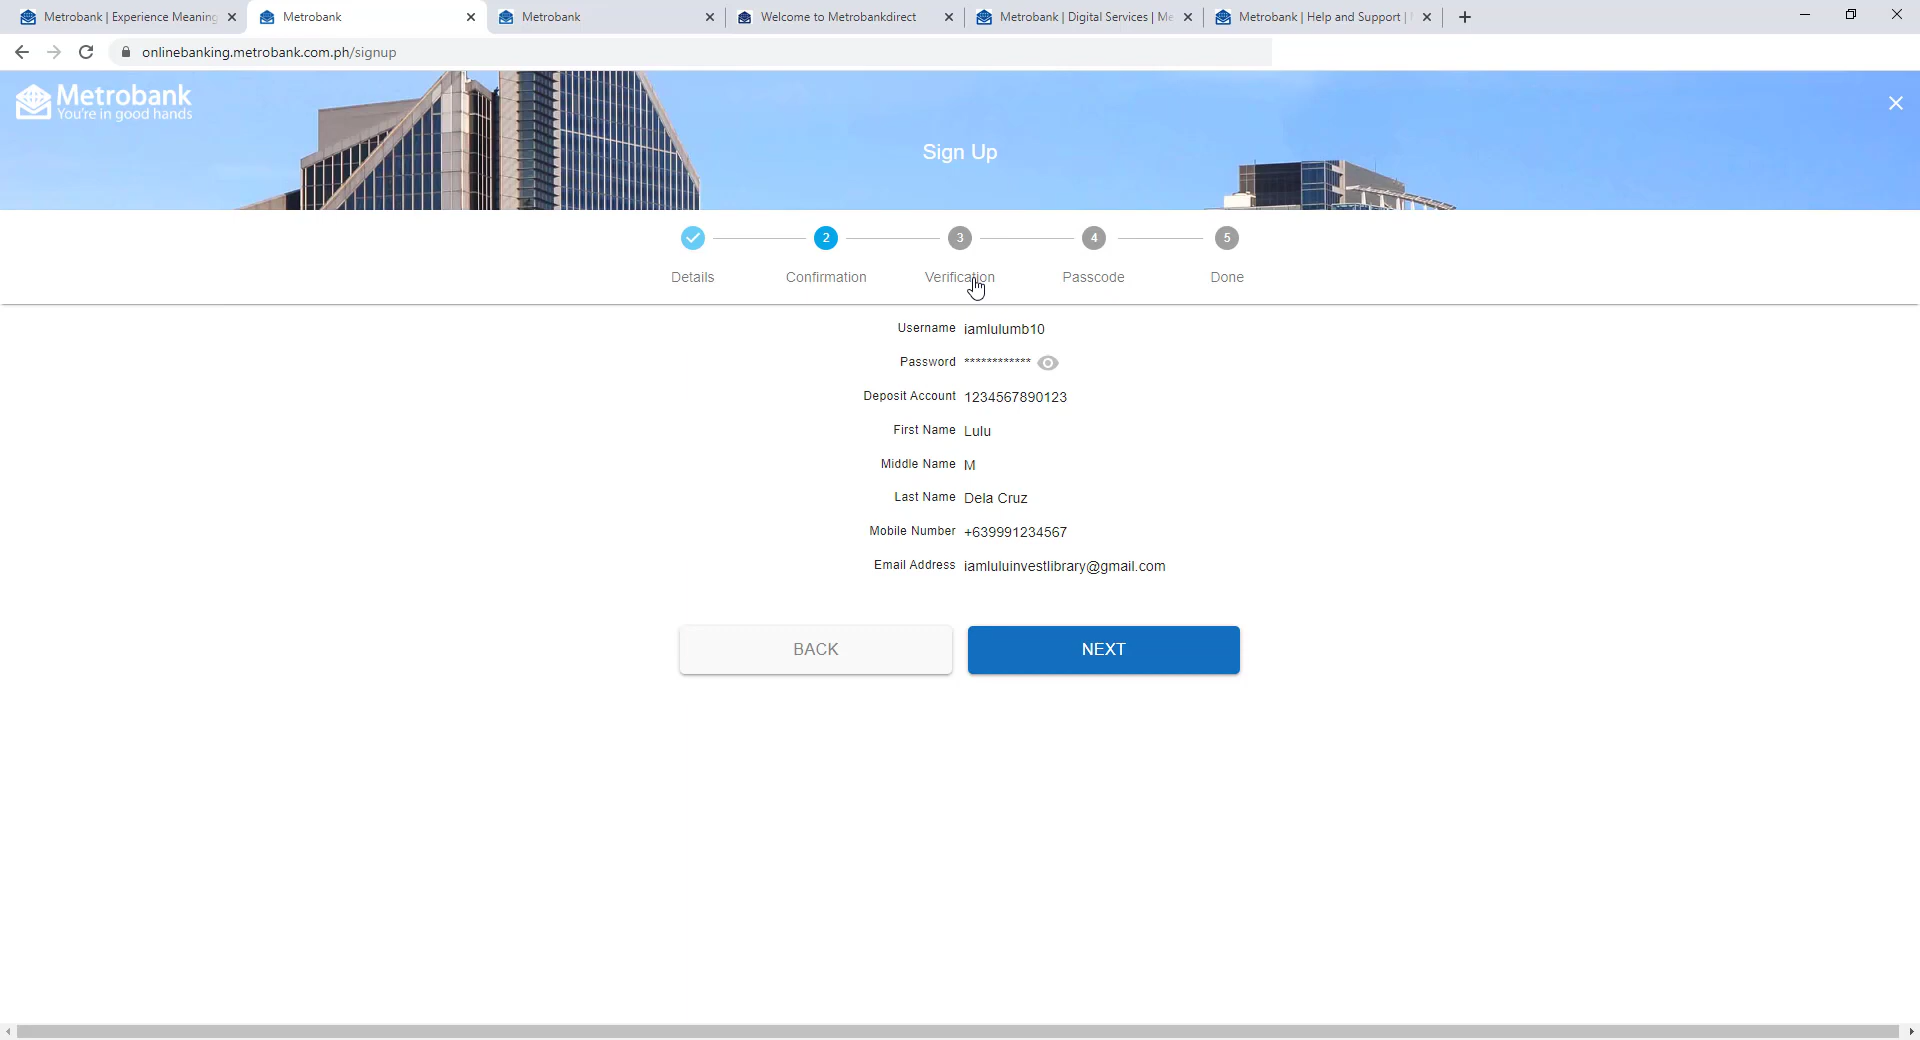 Metrobank | Experience Meaning
Metrobank
Metrobank
Welcome to Metrobankdirect
Metrobank | Digital Services | Me
Metrobank | Help and Support |
onlinebanking.metrobank.com.ph/signup
Metrobank
You're in good hands
Sign Up
2
3
4
5
Details
Confirmation
Verification
Passcode
Done
Username iamlulumb10
Password ************
Deposit Account 1234567890123
First Name Lulu
Middle Name M
Last Name Dela Cruz
Mobile Number +639991234567
Email Address iamluluinvestlibrary@gmail.com
BACK
NEXT